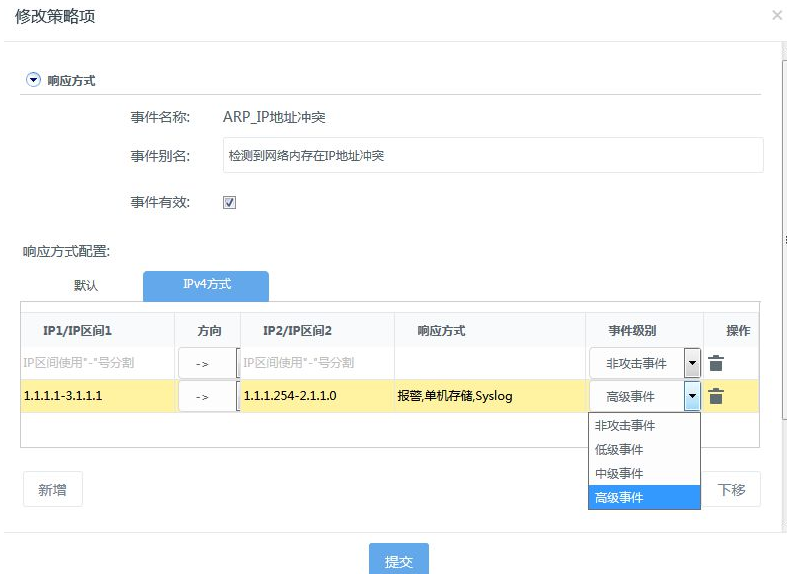 修改策略项
响应方式
事件名称: ARP_IP地址冲突
事件别名: 检测到网络内存在IP地址冲突
事件有效:
响应方式配置:
默认 IPv4方式
IP1/IP区间1 方向 IP2/IP区间2 响应方式 事件级别 操作
IP区间使用"-"号分割 -> IP区间使用"-"号分割 非攻击事件
1.1.1.1-3.1.1.1 -> 1.1.1.254-2.1.1.0 报警,单机存储,Syslog 高级事件
非攻击事件
低级事件
中级事件
高级事件
新增 下移
提交